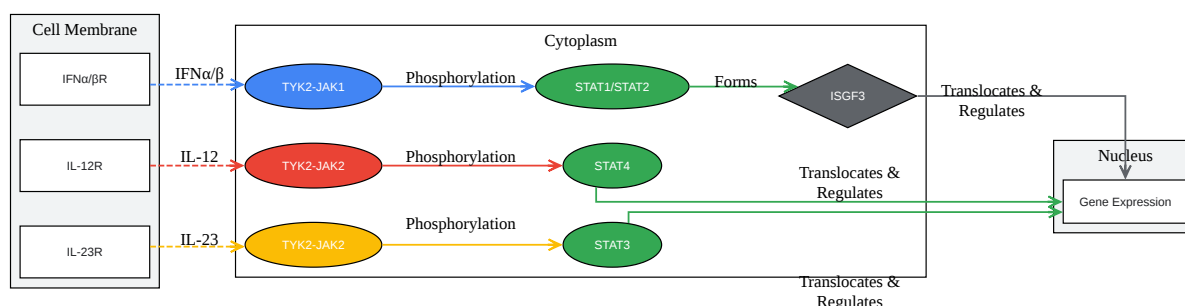 Cell Membrane
Cytoplasm
IFNα/βR
IFNα/β
TYK2-JAK1
Phosphorylation
STAT1/STAT2
Forms
ISGF3
Translocates &
Regulates
IL-12R
IL-12
TYK2-JAK2
Phosphorylation
STAT4
Translocates &
Regulates
Nucleus
Gene Expression
IL-23R
IL-23
TYK2-JAK2
Phosphorylation
STAT3
Translocates &
Regulates